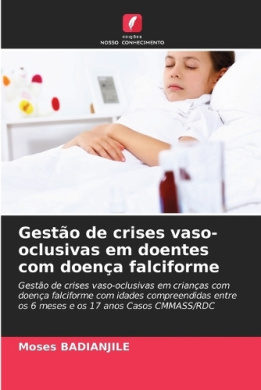 edições
NOSSO CONHECIMENTO
Gestão de crises vaso-
oclusivas em doentes
com doença falciforme
Gestão de crises vaso-oclusivas em crianças com
doença falciforme com idades compreendidas entre
os 6 meses e os 17 anos Casos CMMASS/RDC
Moses BADIANJILE